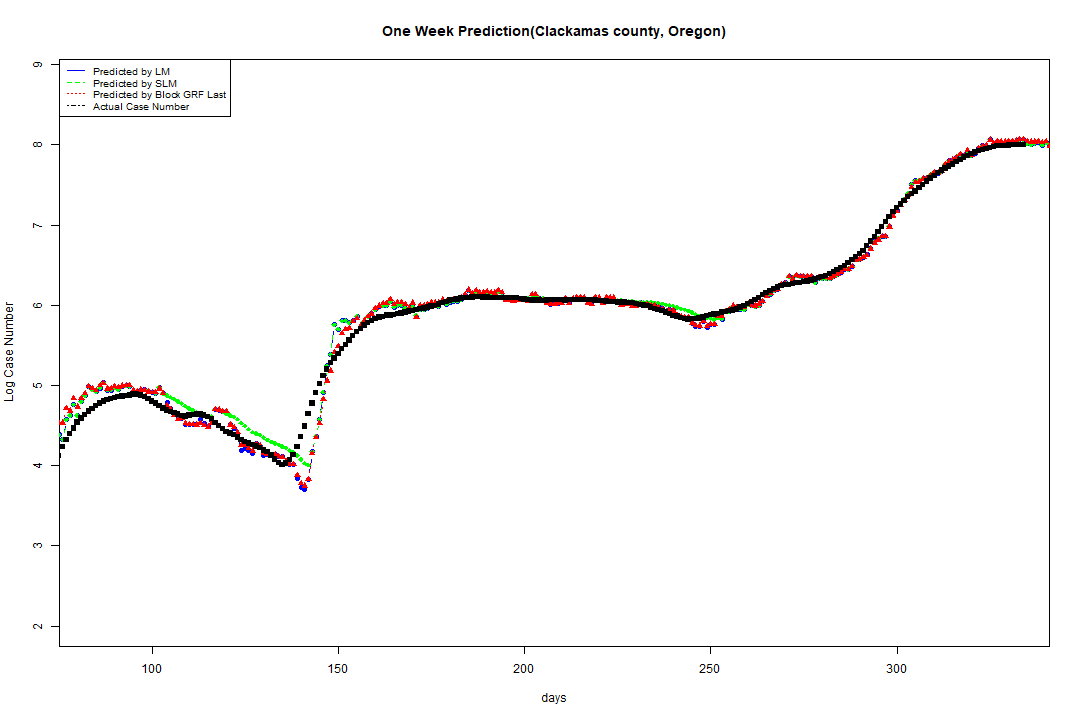 One Week Prediction(Clackamas county, Oregon)
Predicted by LM
Predicted by SLM
Predicted by Block GRF Last
Actual Case Number
9
8
7
6
5
4
3
2
Log Case Number
100 150 200 250 300
days